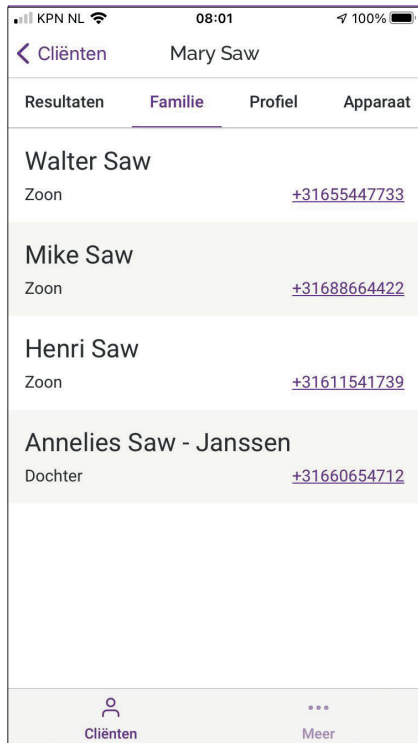 KPN NL 08:01 100%
Cliënten Mary Saw
Resultaten Familie Profiel Apparaat
Walter Saw
Zoon +31655447733
Mike Saw
Zoon +31688664422
Henri Saw
Zoon +31611541739
Annelies Saw - Janssen
Dochter +31660654712
Cliënten Meer